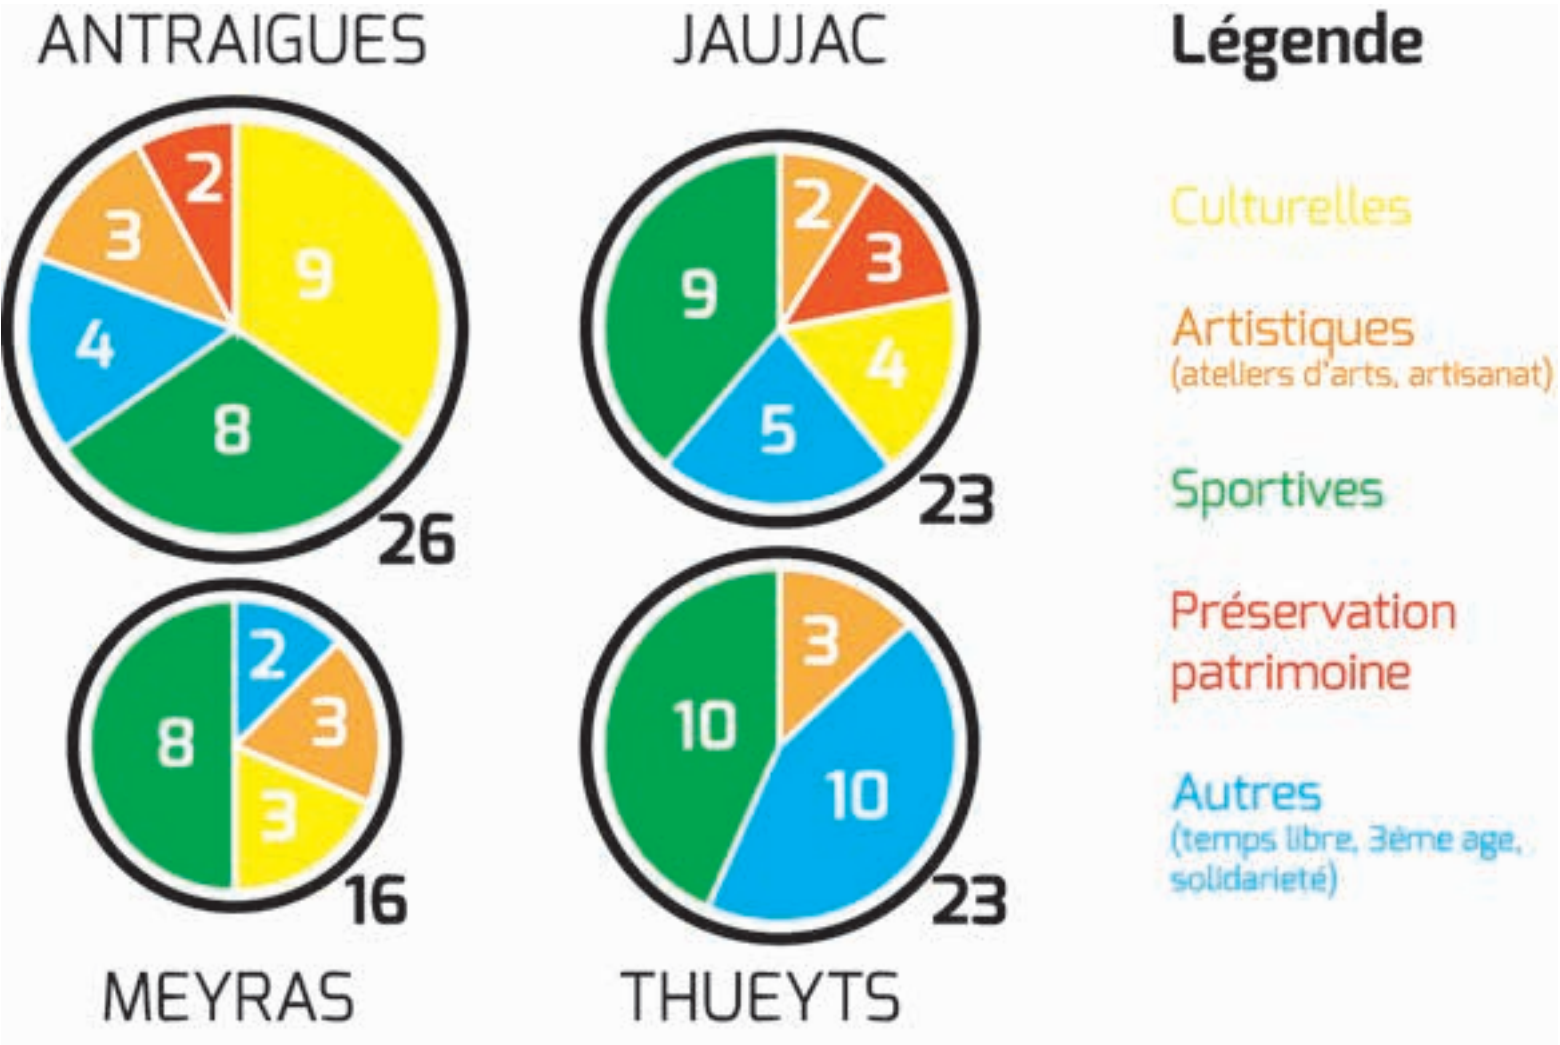 ANTRAIGUES
2
3
9
4
8
26
JAUJAC
2
3
9
4
5
23
2
3
8
3
16
MEYRAS
3
10
10
23
THUEYTS
Légende
Culturelles
Artistiques
(ateliers d'arts, artisanat)
Sportives
Préservation
patrimoine
Autres
(temps libre, 3ème age,
solidarieté)